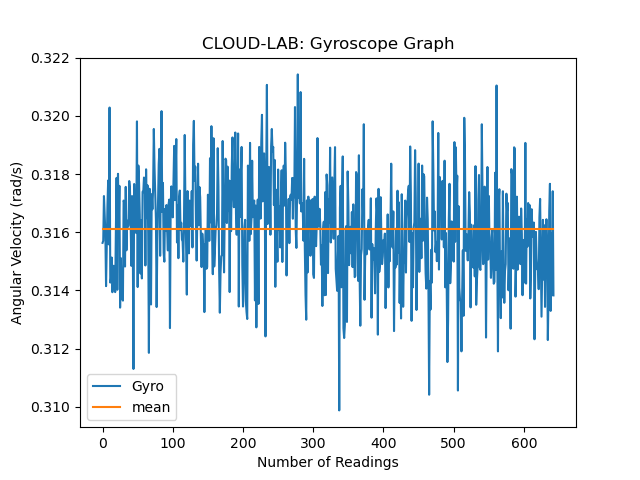 CLOUD-LAB: Gyroscope Graph
0.322
0.320
0.318
0.316
0.314
0.312
0.310
Angular Velocity (rad/s)
Gyro
mean
0 100 200 300 400 500 600
Number of Readings